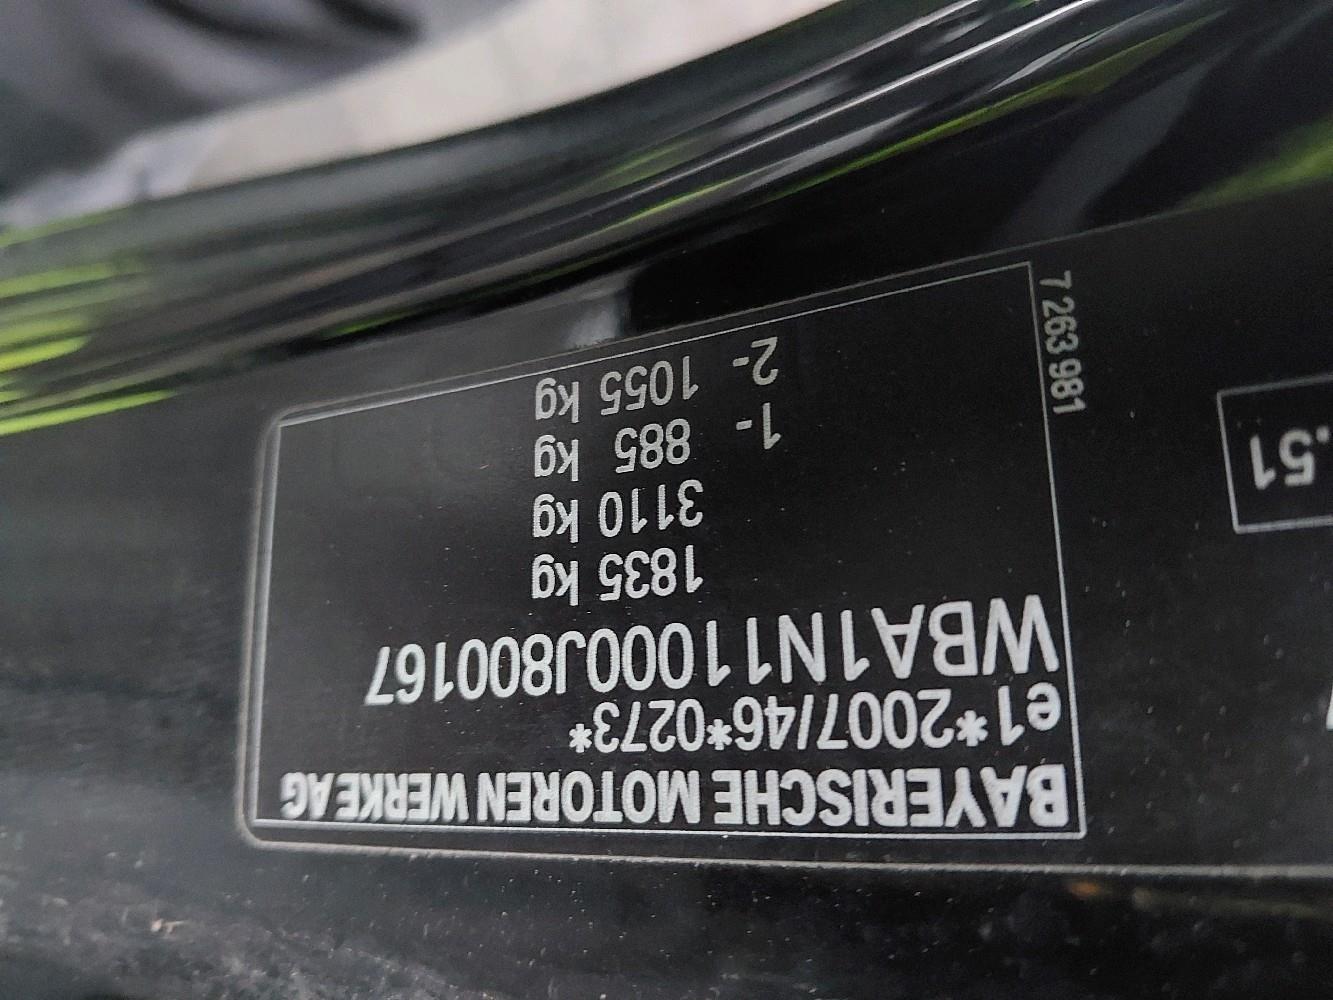 BAYERISCHE MOTOREN WERKE AG
e1*2007/46*0273*
WBA1N11000J800167
1835 kg
3110 kg
1- 885 kg
2- 1055 kg
7 263 981
.51